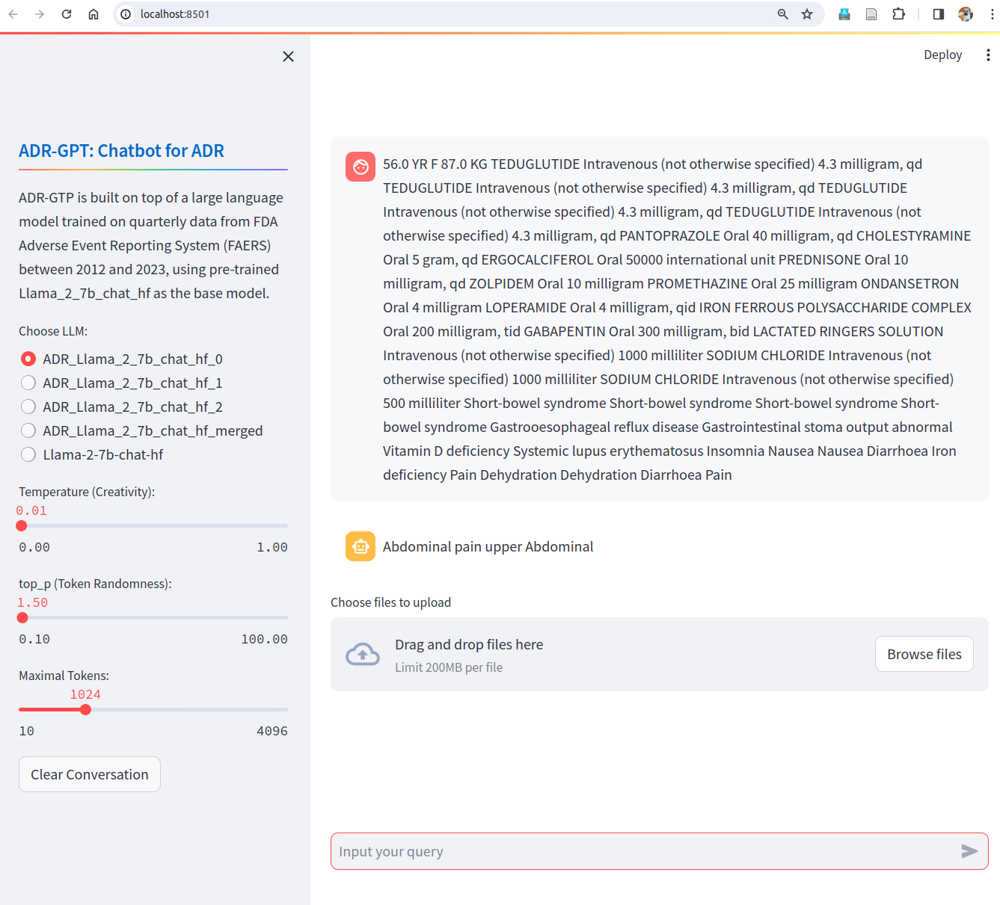 localhost:8501
Deploy
ADR-GPT: Chatbot for ADR
ADR-GTP is built on top of a large language
model trained on quarterly data from FDA
Adverse Event Reporting System (FAERS)
between 2012 and 2023, using pre-trained
Llama_2_7b_chat_hf as the base model.
Choose LLM:
ADR_Llama_2_7b_chat_hf_0
ADR_Llama_2_7b_chat_hf_1
ADR_Llama_2_7b_chat_hf_2
ADR_Llama_2_7b_chat_hf_merged
Llama-2-7b-chat-hf
Temperature (Creativity):
0.01
0.00 1.00
top_p (Token Randomness):
1.50
0.10 100.00
Maximal Tokens:
1024
10 4096
Clear Conversation
56.0 YR F 87.0 KG TEDUGLUTIDE Intravenous (not otherwise specified) 4.3 milligram, qd
TEDUGLUTIDE Intravenous (not otherwise specified) 4.3 milligram, qd TEDUGLUTIDE
Intravenous (not otherwise specified) 4.3 milligram, qd TEDUGLUTIDE Intravenous (not
otherwise specified) 4.3 milligram, qd PANTOPRAZOLE Oral 40 milligram, qd CHOLESTYRAMINE
Oral 5 gram, qd ERGOCALCIFEROL Oral 50000 international unit PREDNISONE Oral 10
milligram, qd ZOLPIDEM Oral 10 milligram PROMETHAZINE Oral 25 milligram ONDANSETRON
Oral 4 milligram LOPERAMIDE Oral 4 milligram, qid IRON FERROUS POLYSACCHARIDE COMPLEX
Oral 200 milligram, tid GABAPENTIN Oral 300 milligram, bid LACTATED RINGERS SOLUTION
Intravenous (not otherwise specified) 1000 milliliter SODIUM CHLORIDE Intravenous (not
otherwise specified) 1000 milliliter SODIUM CHLORIDE Intravenous (not otherwise specified)
500 milliliter Short-bowel syndrome Short-bowel syndrome Short-bowel syndrome Short-
bowel syndrome Gastrooesophageal reflux disease Gastrointestinal stoma output abnormal
Vitamin D deficiency Systemic lupus erythematosus Insomnia Nausea Nausea Diarrhoea Iron
deficiency Pain Dehydration Dehydration Diarrhoea Pain
Abdominal pain upper Abdominal
Choose files to upload
Drag and drop files here
Limit 200MB per file
Browse files
Input your query